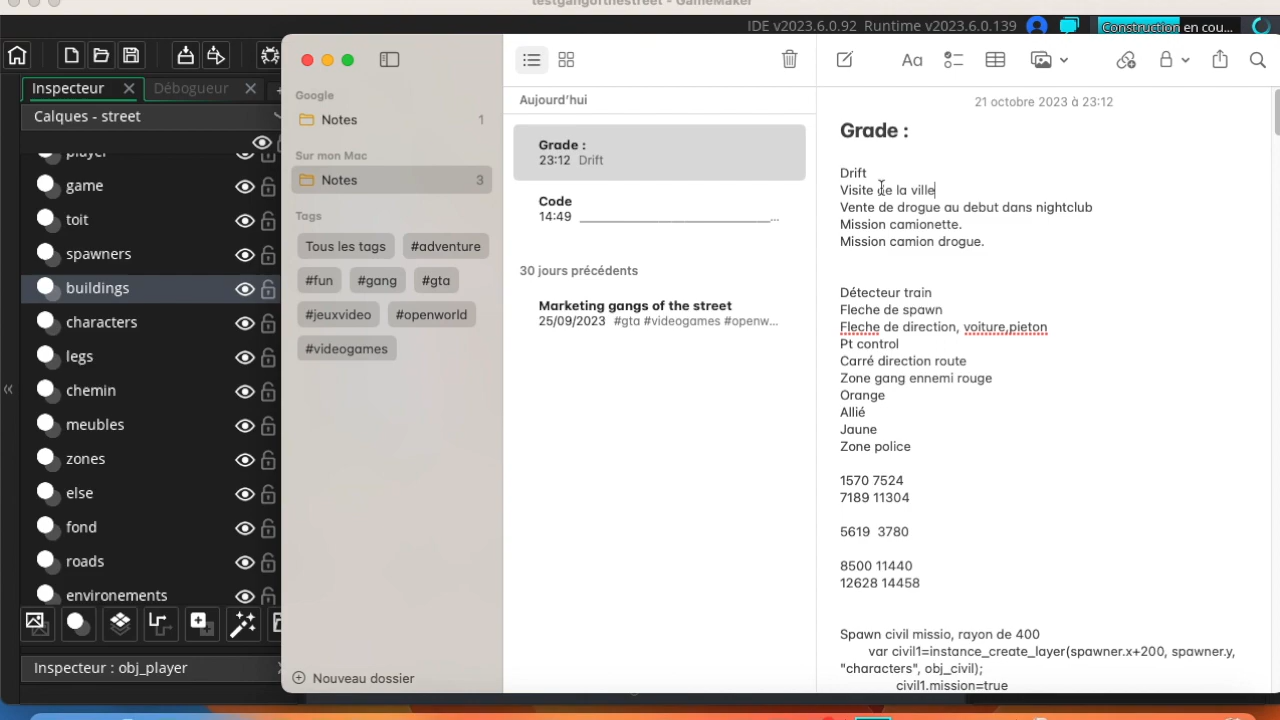 testgangofthestreet - GameMaker
IDE v2023.6.0.92 Runtime v2023.6.0.139
Construction en cou...
Inspecteur
Débogueur
Calques - street
player
game
toit
spawners
buildings
characters
legs
chemin
meubles
zones
else
fond
roads
environements
Inspecteur : obj_player
Google
Notes 1
Sur mon Mac
Notes 3
Tags
Tous les tags
#adventure
#fun
#gang
#gta
#jeuxvideo
#openworld
#videogames
Nouveau dossier
Aujourd'hui
Grade :
23:12 Drift
Code
14:49 ________________________...
30 jours précédents
Marketing gangs of the street
25/09/2023 #gta #videogames #openw...
Aa
21 octobre 2023 à 23:12
Grade :
Drift
Visite de la ville
Vente de drogue au debut dans nightclub
Mission camionette.
Mission camion drogue.
Détecteur train
Fleche de spawn
Fleche de direction, voiture,pieton
Pt control
Carré direction route
Zone gang ennemi rouge
Orange
Allié
Jaune
Zone police
1570 7524
7189 11304
5619 3780
8500 11440
12628 14458
Spawn civil missio, rayon de 400
var civil1=instance_create_layer(spawner.x+200, spawner.y,
"characters", obj_civil);
civil1.mission=true